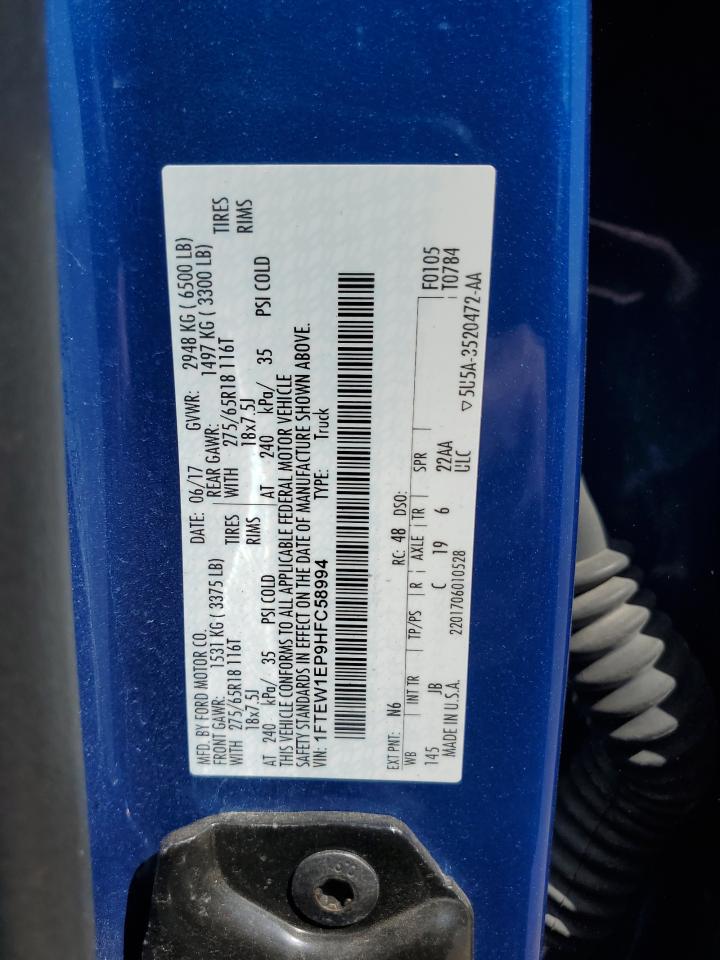 MFD. BY FORD MOTOR CO. DATE: 06/17 GVWR: 2948 KG ( 6500 LB)
FRONT GAWR: 1531 KG ( 3375 LB) REAR GAWR: 1497 KG ( 3300 LB)
WITH 275/65R18 116T TIRES WITH 275/65R18 116T TIRES
18x7.5J RIMS 18x7.5J RIMS
AT 240 kPa/ 35 PSI COLD AT 240 kPa/ 35 PSI COLD
THIS VEHICLE CONFORMS TO ALL APPLICABLE FEDERAL MOTOR VEHICLE
SAFETY STANDARDS IN EFFECT ON THE DATE OF MANUFACTURE SHOWN ABOVE.
VIN: 1FTEW1EP9HFC58994 TYPE: Truck
EXT PNT: N6 RC: 48 DSO: F0105
WB INT TR TP/PS R AXLE TR SPR T0784
145 JB C 19 6 22AA
MADE IN U.S.A. 2201706010528 ULC ▽5U5A-3520472-AA